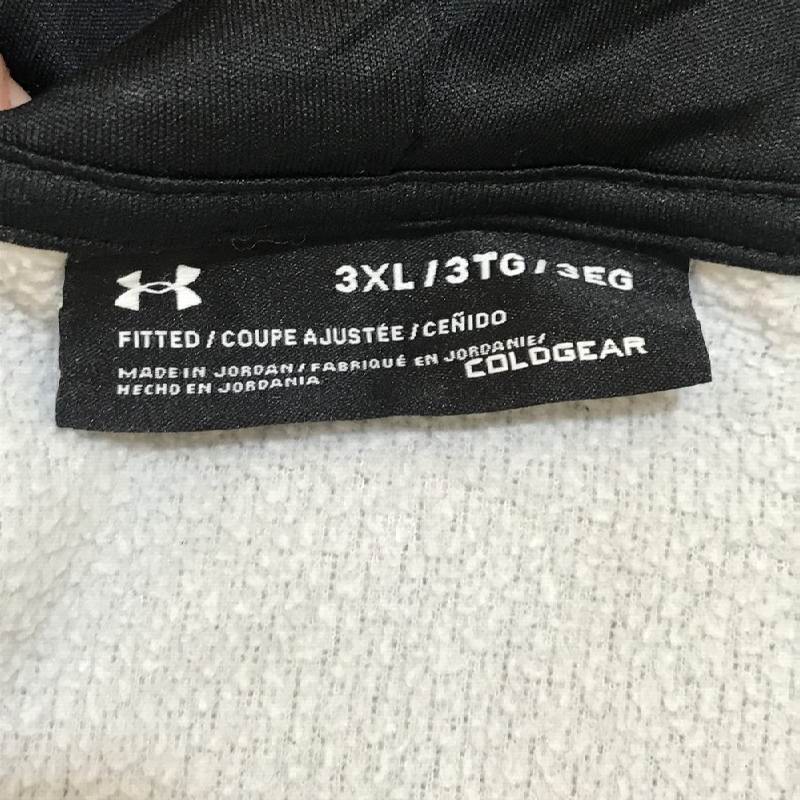 3XL / 3TG / 3EG
FITTED / COUPE AJUSTÉE / CEÑIDO
MADE IN JORDAN / FABRIQUÉ EN JORDANIE/
HECHO EN JORDANIA
COLDGEAR